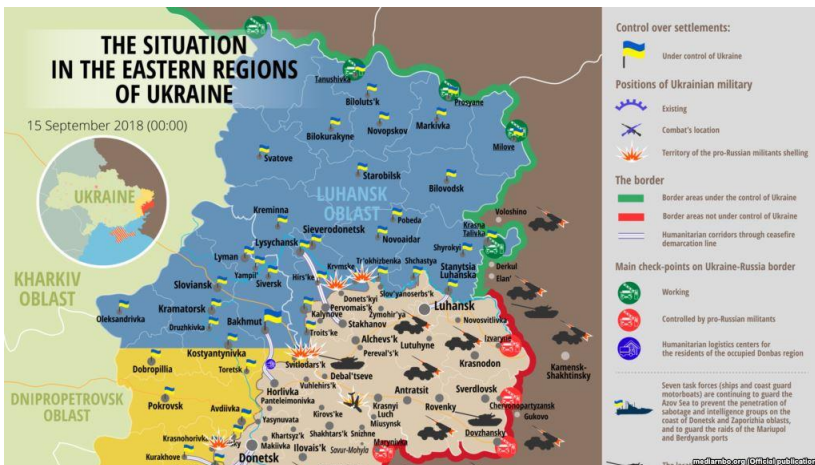 THE SITUATION
IN THE EASTERN REGIONS
OF UKRAINE
15 September 2018 (00:00)
UKRAINE
KHARKIV
OBLAST
DNIPROPETROVSK
OBLAST
LUHANSK
OBLAST
Tanushivka
Prosyane
Biloluts'k
Novopskov
Markivka
Bilokurakyne
Milove
Svatove
Starobilsk
Bilovodsk
Kreminna
Sieverodonetsk
Pobeda
Krasna
Talivka
Voloshino
Lysychansk
Novoaidar
Shyrokyi
Lyman
Krymske
Tr'okhizbenka
Shchastya
Stanytsia
Luhanska
Derkul
Yampil'
Hirs'ke
Elan'
Sloviansk
Siversk
Donets'kyi
Slov'yanoserbs'k
Kramatorsk
Pervomais'k
Luhansk
Oleksandrivka
Kalynove
Zymohir'ya
Druzhkivka
Bakhmut
Stakhanov
Novosvitlivka
Troits'ke
Alchevs'k
Lutuhyne
Izvaryne
Kostyantynivka
Svitlodars'k
Pereval's'k
Krasnodon
Kamensk-
Shakhtinsky
Dobropillia
Toretsk
Debal'tseve
Vuhlehirs'k
Horlivka
Antratsit
Sverdlovsk
Panteleimonivka
Pokrovsk
Kirovs'ke
Krasnyi
Luch
Rovenky
Chervonopartyzansk
Avdiivka
Yasynuvata
Miusynsk
Gukovo
Krasnohorivka
Khartsyz'k
Shakhtars'k
Snizhne
Dovzhansky
Makiivka
Marynivka
Kurakhove
Donetsk
Ilovais'k
Savur-Mohyla
Control over settlements:
Under control of Ukraine
Positions of Ukrainian military
Existing
Combat's location
Territory of the pro-Russian militants shelling
The border
Border areas under the control of Ukraine
Border areas not under control of Ukraine
Humanitarian corridors through ceasefire
demarcation line
Main check-points on Ukraine-Russia border
Working
Controlled by pro-Russian militants
Humanitarian logistics centers for
the residents of the occupied Donbas region
Seven task forces (ships and coast guard
motorboats) are continuing to guard the
Azov Sea to prevent the penetration of
sabotage and intelligence groups on the
coast of Donetsk and Zaporizhia oblasts,
and to guard the raids of the Mariupol
and Berdyansk ports
mediarnbo.org (Official publication